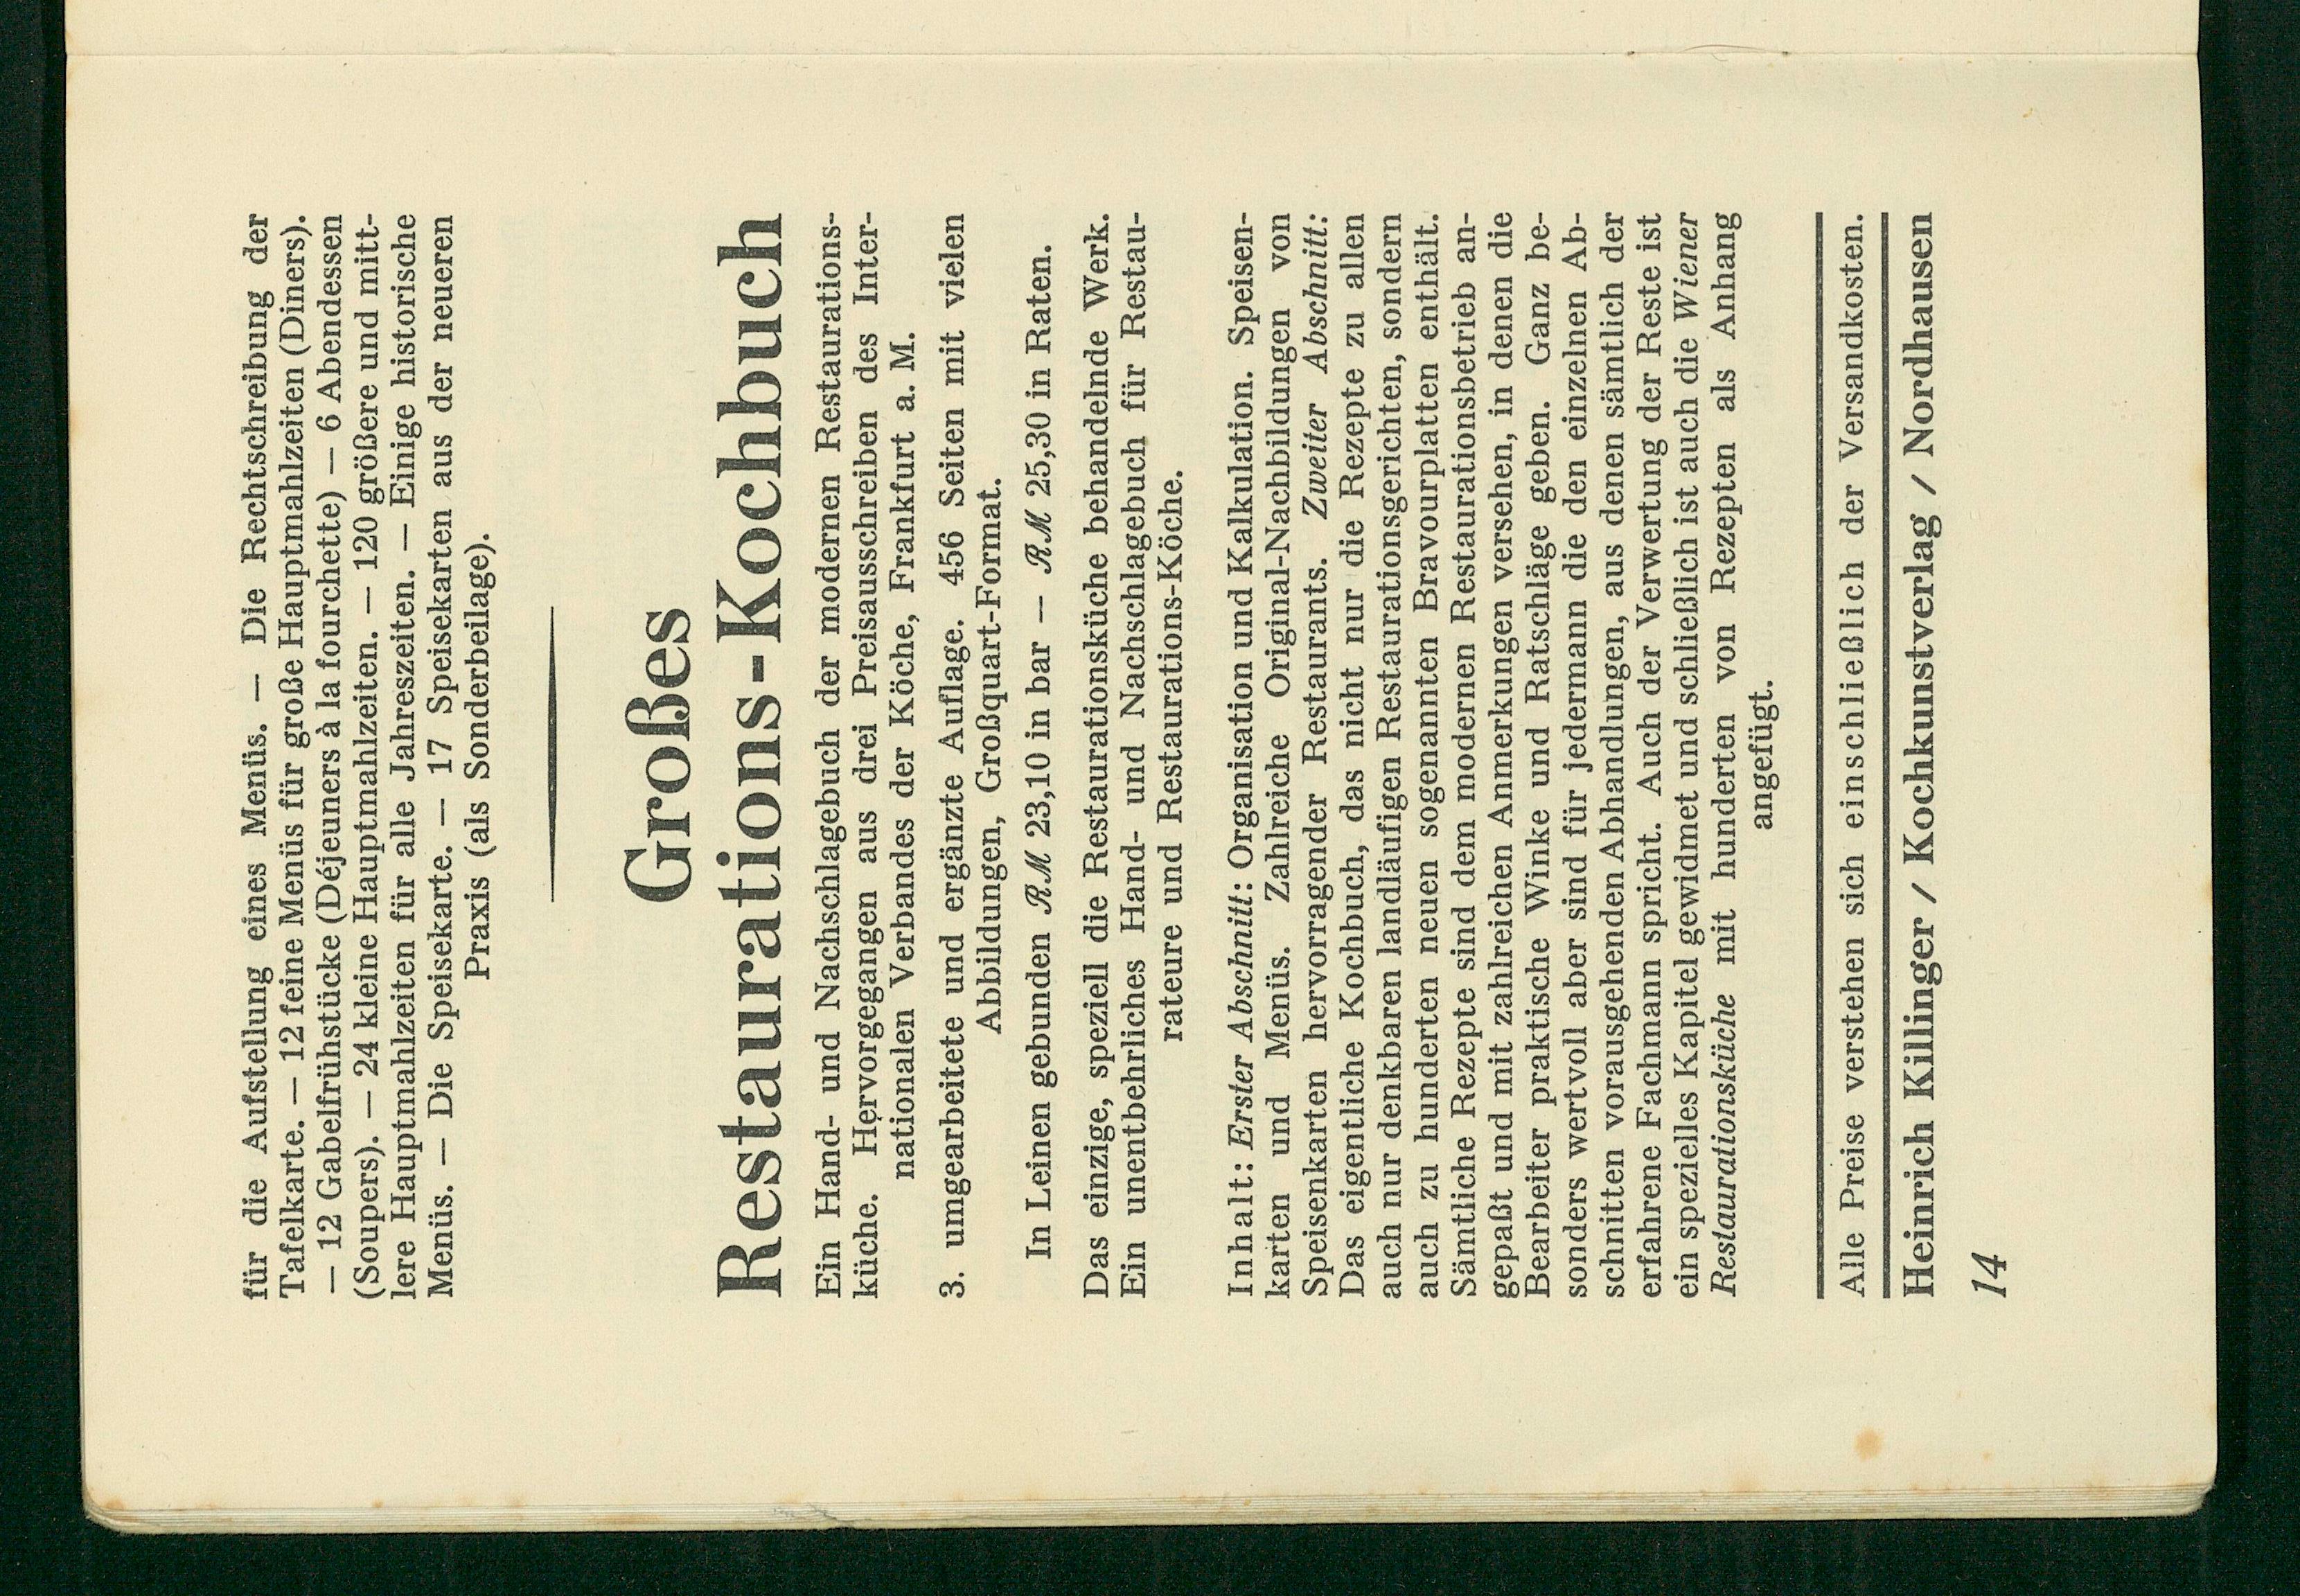 für die Aufstellung eines Menüs. — Die Rechtschreibung der
Tafelkarte. — 12 feine Menüs für große Hauptmahlzeiten (Diners).
— 12 Gabelfrühstücke (Déjeuners à la fourchette) — 6 Abendessen
(Soupers). — 24 kleine Hauptmahlzeiten. — 120 größere und mitt-
lere Hauptmahlzeiten für alle Jahreszeiten. — Einige historische
Menüs. — Die Speisekarte. — 17 Speisekarten aus der neueren
Praxis (als Sonderbeilage).
Großes
Restaurations-Kochbuch
Ein Hand- und Nachschlagebuch der modernen Restaurations-
küche. Hervorgegangen aus drei Preisausschreiben des Inter-
nationalen Verbandes der Köche, Frankfurt a. M.
3. umgearbeitete und ergänzte Auflage. 456 Seiten mit vielen
Abbildungen, Großquart-Format.
In Leinen gebunden RM 23,10 in bar — RM 25,30 in Raten.
Das einzige, speziell die Restaurationsküche behandelnde Werk.
Ein unentbehrliches Hand- und Nachschlagebuch für Restau-
rateure und Restaurations-Köche.
Inhalt: Erster Abschnitt: Organisation und Kalkulation. Speisen-
karten und Menüs. Zahlreiche Original-Nachbildungen von
Speisenkarten hervorragender Restaurants. Zweiter Abschnitt:
Das eigentliche Kochbuch, das nicht nur die Rezepte zu allen
auch nur denkbaren landläufigen Restaurationsgerichten, sondern
auch zu hunderten neuen sogenannten Bravourplatten enthält.
Sämtliche Rezepte sind dem modernen Restaurationsbetrieb an-
gepaßt und mit zahlreichen Anmerkungen versehen, in denen die
Bearbeiter praktische Winke und Ratschläge geben. Ganz be-
sonders wertvoll aber sind für jedermann die den einzelnen Ab-
schnitten vorausgehenden Abhandlungen, aus denen sämtlich der
erfahrene Fachmann spricht. Auch der Verwertung der Reste ist
ein spezielles Kapitel gewidmet und schließlich ist auch die Wiener
Restaurationsküche mit hunderten von Rezepten als Anhang
angefügt.
Alle Preise verstehen sich einschließlich der Versandkosten.
Heinrich Killinger / Kochkunstverlag / Nordhausen
14